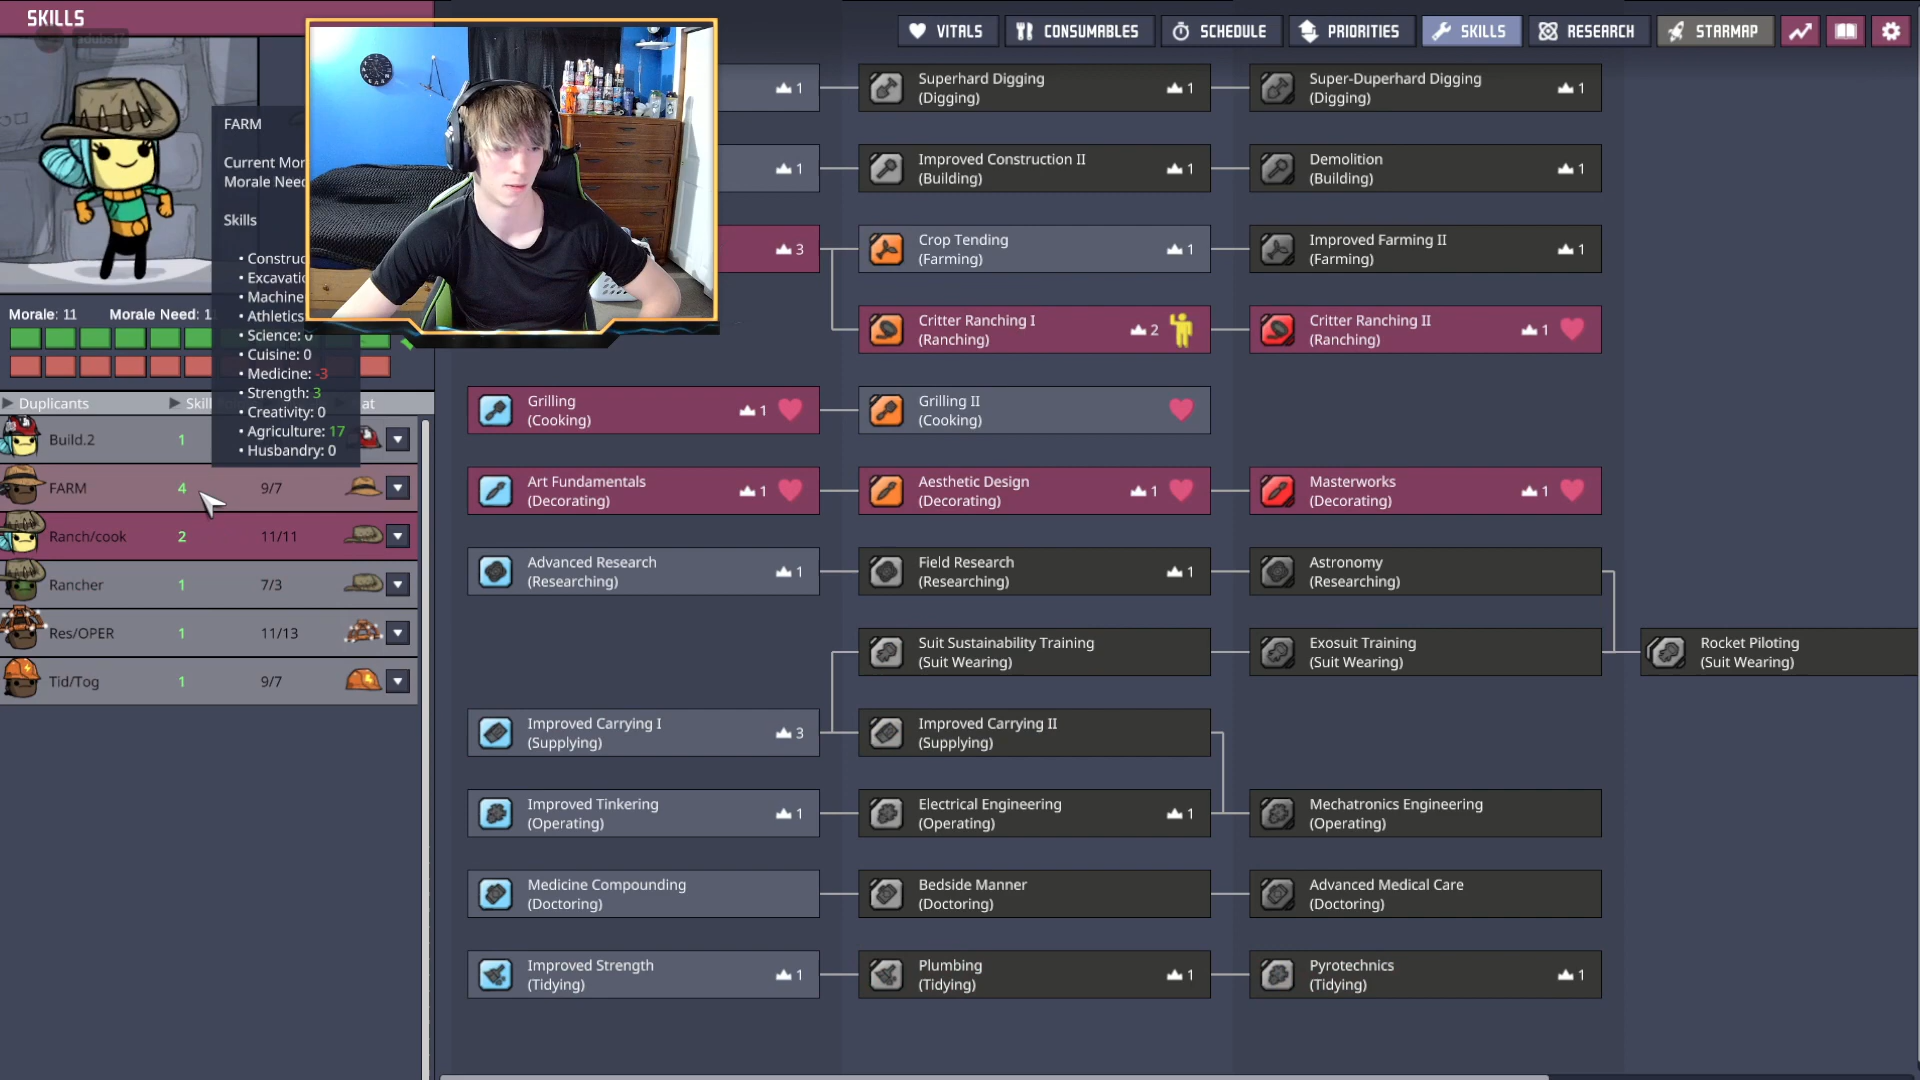 SKILLS
VITALS
CONSUMABLES
SCHEDULE
PRIORITIES
SKILLS
RESEARCH
STARMAP
FARM
Current Mor
Morale Need
Skills
• Construc
• Excavatio
• Machine
• Athletics
• Science: 0
• Cuisine: 0
• Medicine: -3
• Strength: 3
• Creativity: 0
• Agriculture: 17
• Husbandry: 0
Morale: 11
Morale Need: 1
Duplicants
Skill
at
Build.2
1
FARM
4
9/7
Ranch/cook
2
11/11
Rancher
1
7/3
Res/OPER
1
11/13
Tid/Tog
1
9/7
1
Superhard Digging
(Digging)
1
Super-Duperhard Digging
(Digging)
1
1
Improved Construction II
(Building)
1
Demolition
(Building)
1
3
Crop Tending
(Farming)
1
Improved Farming II
(Farming)
1
Critter Ranching I
(Ranching)
2
Critter Ranching II
(Ranching)
1
Grilling
(Cooking)
1
Grilling II
(Cooking)
Art Fundamentals
(Decorating)
1
Aesthetic Design
(Decorating)
1
Masterworks
(Decorating)
1
Advanced Research
(Researching)
1
Field Research
(Researching)
1
Astronomy
(Researching)
Suit Sustainability Training
(Suit Wearing)
Exosuit Training
(Suit Wearing)
Rocket Piloting
(Suit Wearing)
Improved Carrying I
(Supplying)
3
Improved Carrying II
(Supplying)
Improved Tinkering
(Operating)
1
Electrical Engineering
(Operating)
1
Mechatronics Engineering
(Operating)
Medicine Compounding
(Doctoring)
Bedside Manner
(Doctoring)
Advanced Medical Care
(Doctoring)
Improved Strength
(Tidying)
1
Plumbing
(Tidying)
1
Pyrotechnics
(Tidying)
1